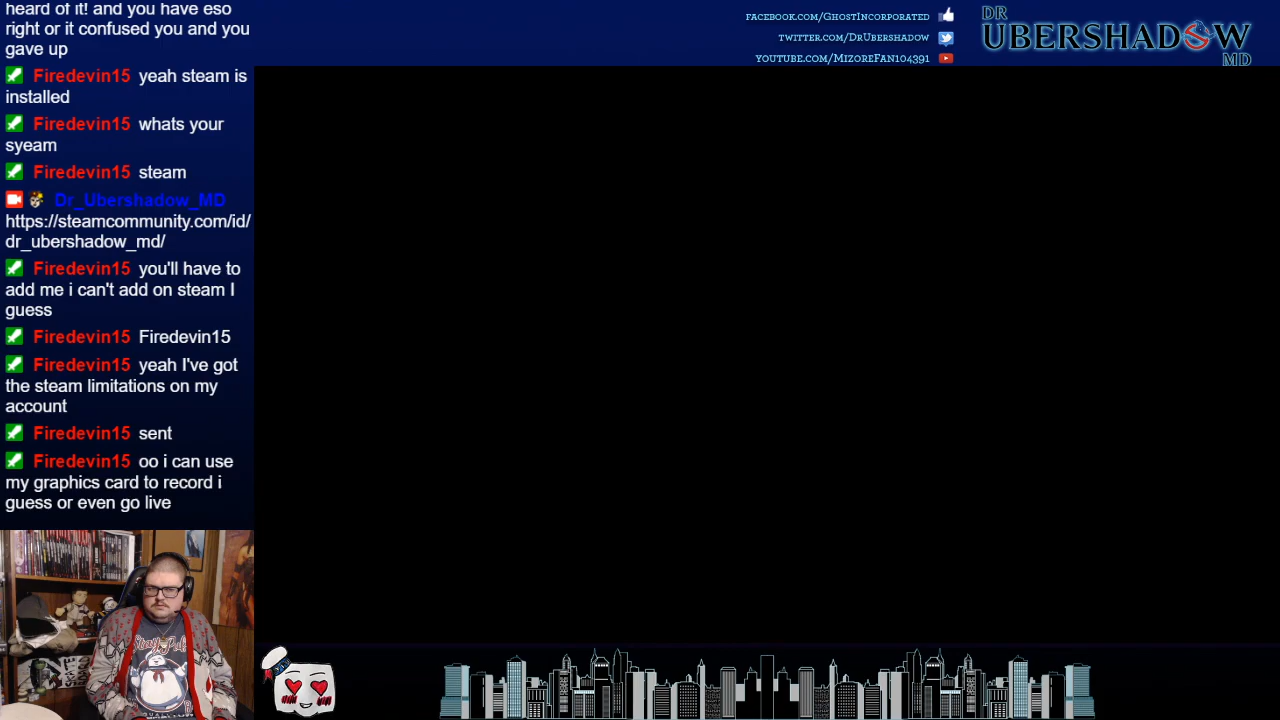 heard of it! and you have eso
right or it confused you and you
gave up
Firedevin15 yeah steam is
installed
Firedevin15 whats your
syeam
Firedevin15 steam
Dr_Ubershadow_MD
https://steamcommunity.com/id/
dr_ubershadow_md/
Firedevin15 you'll have to
add me i can't add on steam I
guess
Firedevin15 Firedevin15
Firedevin15 yeah I've got
the steam limitations on my
account
Firedevin15 sent
Firedevin15 oo i can use
my graphics card to record i
guess or even go live
facebook.com/GhostIncorporated
twitter.com/DrUbershadow
youtube.com/MizoreFan104391
DR
UBERSHADOW
MD